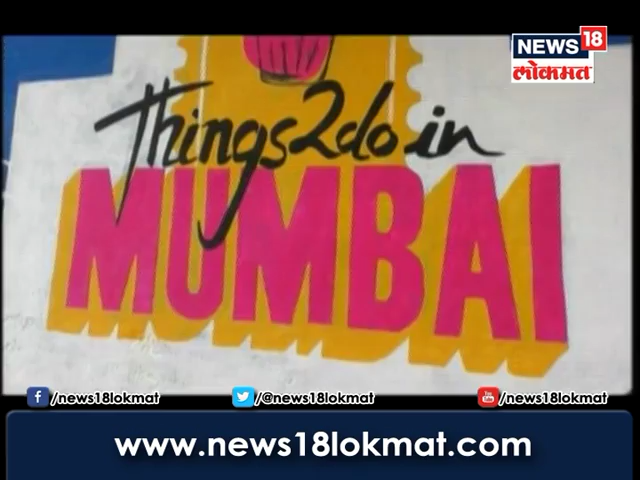 NEWS 18
लोकमत
Things2do in
MUMBAI
/news18lokmat /@news18lokmat /news18lokmat
www.news18lokmat.com